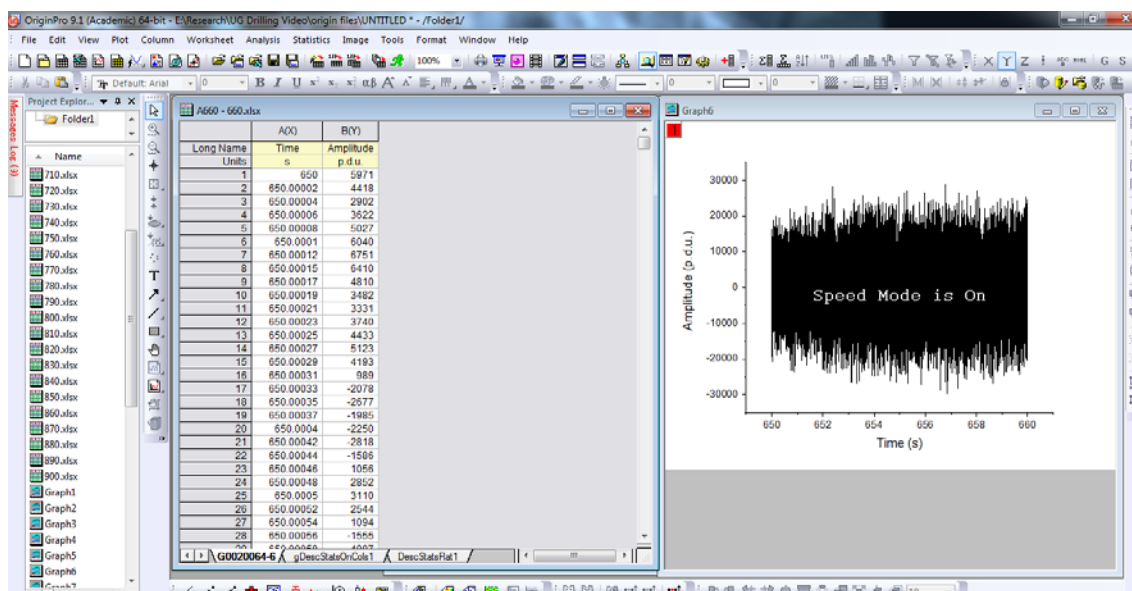 OriginPro 9.1 (Academic) 64-bit - E:\Research\UG Drilling Video\origin files\UNTITLED * - /Folder1/
File Edit View Plot Column Worksheet Analysis Statistics Image Tools Format Window Help
100%
Default: Arial 0 B I U
Project Explor...
Messages Log (3)
Folder1
Name
710.xlsx
720.xlsx
730.xlsx
740.xlsx
750.xlsx
760.xlsx
770.xlsx
780.xlsx
790.xlsx
800.xlsx
810.xlsx
820.xlsx
830.xlsx
840.xlsx
850.xlsx
860.xlsx
870.xlsx
880.xlsx
890.xlsx
900.xlsx
Graph1
Graph2
Graph3
Graph4
Graph5
Graph6
Graph7
A660 - 660.xlsx
A(X) B(Y)
Long Name Time Amplitude
Units s p.d.u.
1 650 5971
2 650.00002 4418
3 650.00004 2902
4 650.00006 3622
5 650.00008 5027
6 650.0001 6040
7 650.00012 6751
8 650.00015 6410
9 650.00017 4810
10 650.00019 3482
11 650.00021 3331
12 650.00023 3740
13 650.00025 4433
14 650.00027 5123
15 650.00029 4193
16 650.00031 989
17 650.00033 -2078
18 650.00035 -2677
19 650.00037 -1985
20 650.0004 -2250
21 650.00042 -2818
22 650.00044 -1586
23 650.00046 1056
24 650.00048 2852
25 650.0005 3110
26 650.00052 2544
27 650.00054 1094
28 650.00056 -1555
G0020064-6 gDescStatsOnCols1 DescStatsRat1
Graph6
1
30000
20000
10000
0
-10000
-20000
-30000
Amplitude (p.d.u.)
Speed Mode is On
650 652 654 656 658 660
Time (s)